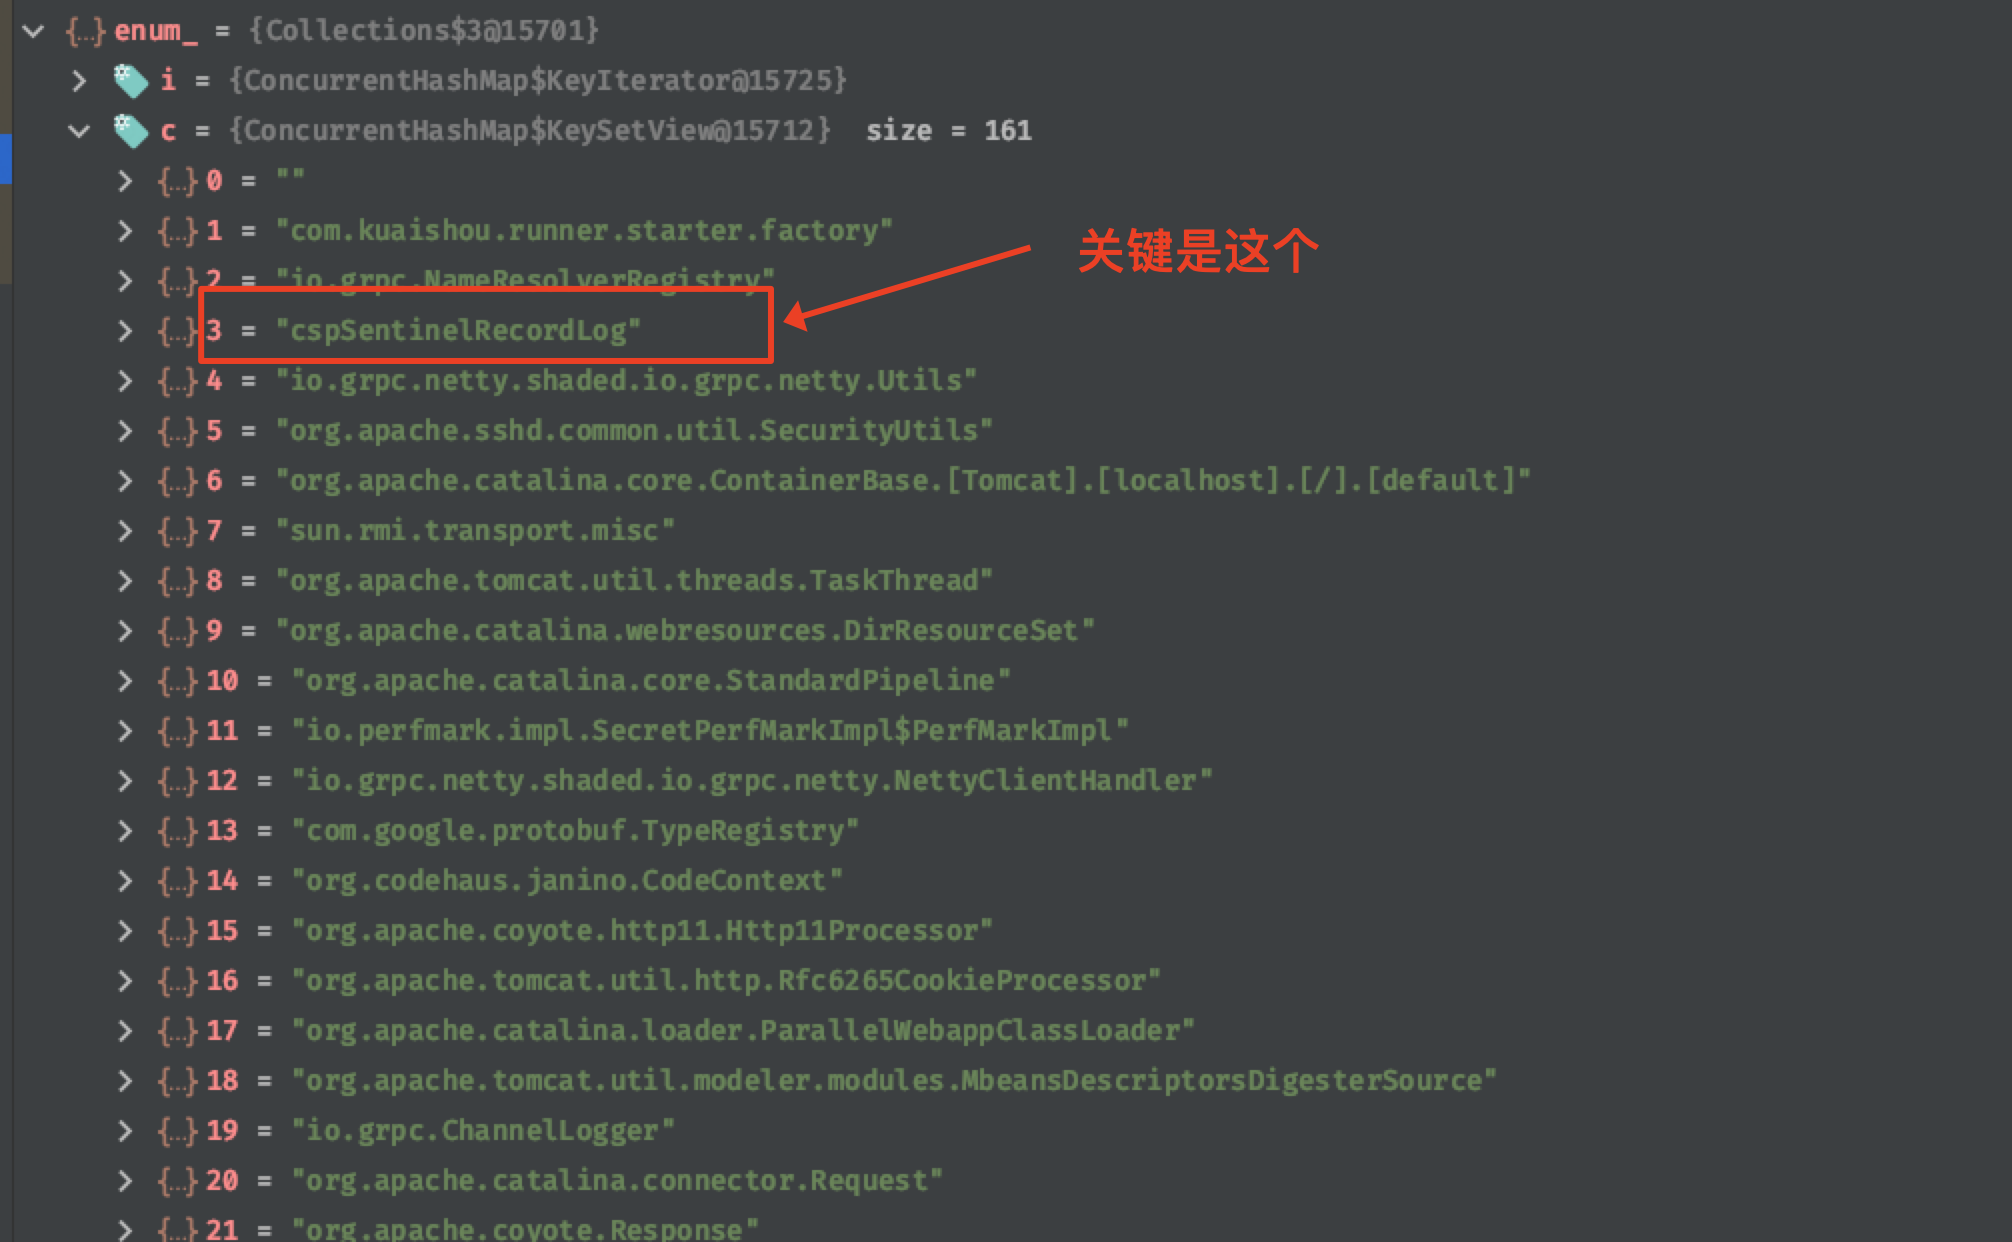 enum_ = {Collections$3@15701}
i = {ConcurrentHashMap$KeyIterator@15725}
c = {ConcurrentHashMap$KeySetView@15712} size = 161
{...} 0 = ""
{...} 1 = "com.kuaishou.runner.starter.factory"
关键是这个
{...} 2 = "io.grpc.NameResolverRegistry"
{...} 3 = "cspSentinelRecordLog"
{...} 4 = "io.grpc.netty.shaded.io.grpc.netty.Utils"
{...} 5 = "org.apache.sshd.common.util.SecurityUtils"
{...} 6 = "org.apache.catalina.core.ContainerBase.[Tomcat].[localhost].[/].[default]"
{...} 7 = "sun.rmi.transport.misc"
{...} 8 = "org.apache.tomcat.util.threads.TaskThread"
{...} 9 = "org.apache.catalina.webresources.DirResourceSet"
{...} 10 = "org.apache.catalina.core.StandardPipeline"
{...} 11 = "io.perfmark.impl.SecretPerfMarkImpl$PerfMarkImpl"
{...} 12 = "io.grpc.netty.shaded.io.grpc.netty.NettyClientHandler"
{...} 13 = "com.google.protobuf.TypeRegistry"
{...} 14 = "org.codehaus.janino.CodeContext"
{...} 15 = "org.apache.coyote.http11.Http11Processor"
{...} 16 = "org.apache.tomcat.util.http.Rfc6265CookieProcessor"
{...} 17 = "org.apache.catalina.loader.ParallelWebappClassLoader"
{...} 18 = "org.apache.tomcat.util.modeler.modules.MbeansDescriptorsDigesterSource"
{...} 19 = "io.grpc.ChannelLogger"
{...} 20 = "org.apache.catalina.connector.Request"
{...} 21 = "org.apache.coyote.Response"